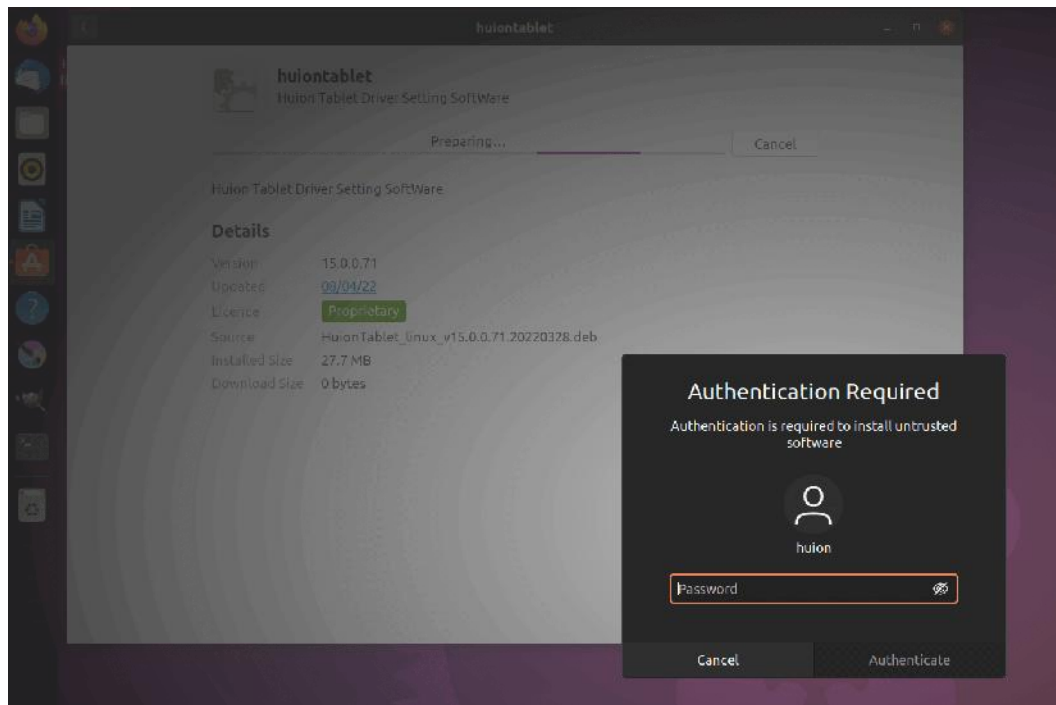 huiontablet
huiontablet
Huion Tablet Driver Setting SoftWare
Preparing...
Cancel
Huion Tablet Driver Setting SoftWare
Details
Version 15.0.0.71
Updated 08/04/22
Licence Proprietary
Source HuionTablet_linux_v15.0.0.71.20220328.deb
Installed Size 27.7 MB
Download Size 0 bytes
Authentication Required
Authentication is required to install untrusted
software
huion
Password
Cancel Authenticate